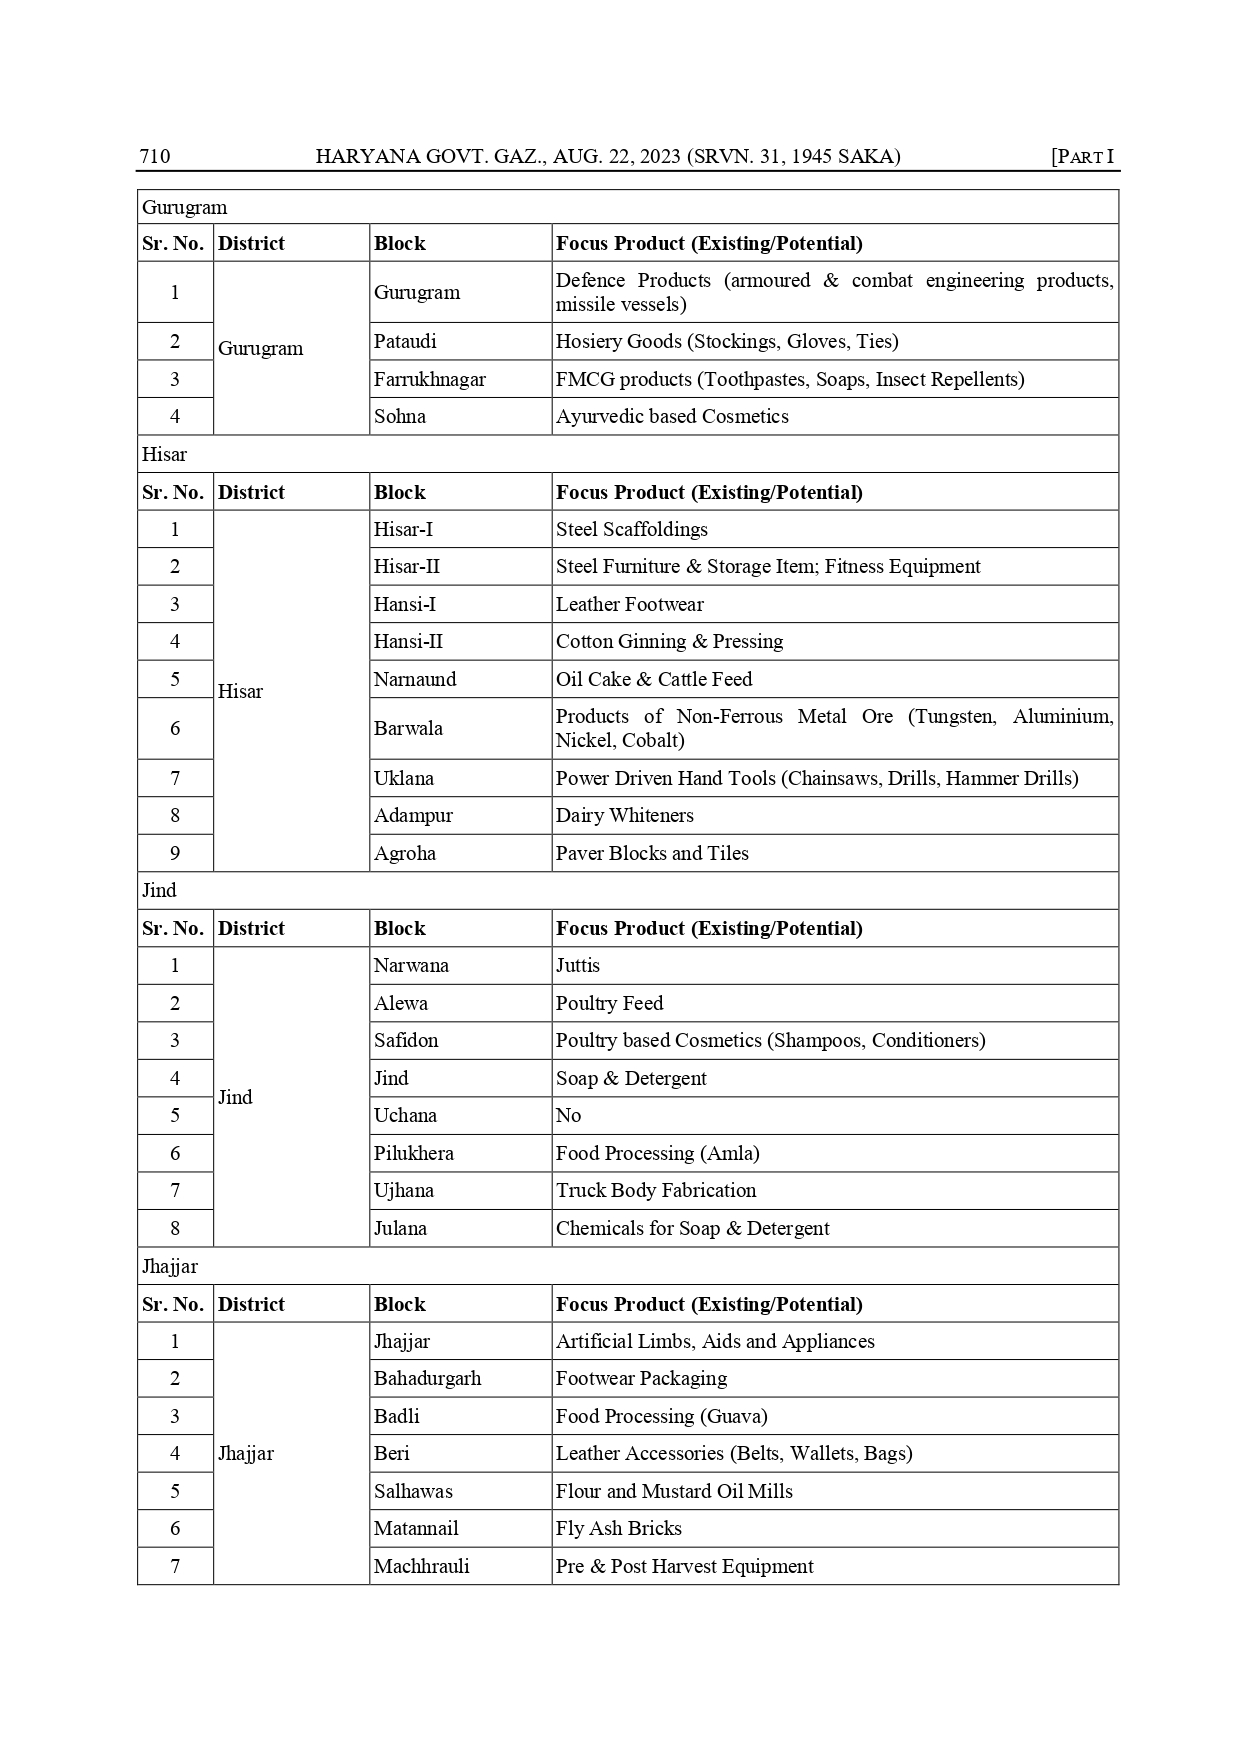 710 HARYANA GOVT. GAZ., AUG. 22, 2023 (SRVN. 31, 1945 SAKA) [PART I
Gurugram
Sr. No. District Block Focus Product (Existing/Potential)
1 Gurugram Gurugram Defence Products (armoured & combat engineering products,
missile vessels)
2 Pataudi Hosiery Goods (Stockings, Gloves, Ties)
3 Farrukhnagar FMCG products (Toothpastes, Soaps, Insect Repellents)
4 Sohna Ayurvedic based Cosmetics
Hisar
Sr. No. District Block Focus Product (Existing/Potential)
1 Hisar Hisar-I Steel Scaffoldings
2 Hisar-II Steel Furniture & Storage Item; Fitness Equipment
3 Hansi-I Leather Footwear
4 Hansi-II Cotton Ginning & Pressing
5 Narnaund Oil Cake & Cattle Feed
6 Barwala Products of Non-Ferrous Metal Ore (Tungsten, Aluminium,
Nickel, Cobalt)
7 Uklana Power Driven Hand Tools (Chainsaws, Drills, Hammer Drills)
8 Adampur Dairy Whiteners
9 Agroha Paver Blocks and Tiles
Jind
Sr. No. District Block Focus Product (Existing/Potential)
1 Jind Narwana Juttis
2 Alewa Poultry Feed
3 Safidon Poultry based Cosmetics (Shampoos, Conditioners)
4 Jind Soap & Detergent
5 Uchana No
6 Pilukhera Food Processing (Amla)
7 Ujhana Truck Body Fabrication
8 Julana Chemicals for Soap & Detergent
Jhajjar
Sr. No. District Block Focus Product (Existing/Potential)
1 Jhajjar Jhajjar Artificial Limbs, Aids and Appliances
2 Bahadurgarh Footwear Packaging
3 Badli Food Processing (Guava)
4 Beri Leather Accessories (Belts, Wallets, Bags)
5 Salhawas Flour and Mustard Oil Mills
6 Matannail Fly Ash Bricks
7 Machhrauli Pre & Post Harvest Equipment